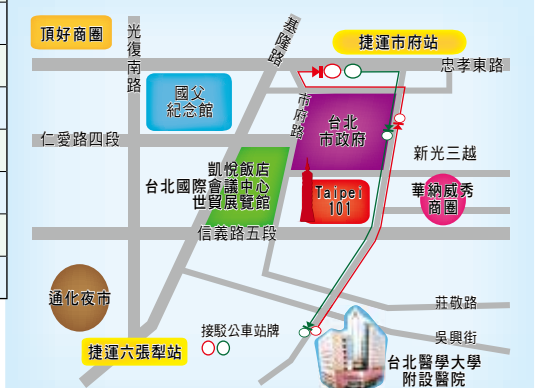 頂好商圈
光復南路
基隆路
捷運市府站
忠孝東路
國父
紀念館
市府路
台北
市政府
仁愛路四段
新光三越
凱悅飯店
台北國際會議中心
世貿展覽館
Taipei
101
華納威秀
商圈
信義路五段
通化夜市
莊敬路
接駁公車站牌
吳興街
捷運六張犁站
台北醫學大學
附設醫院